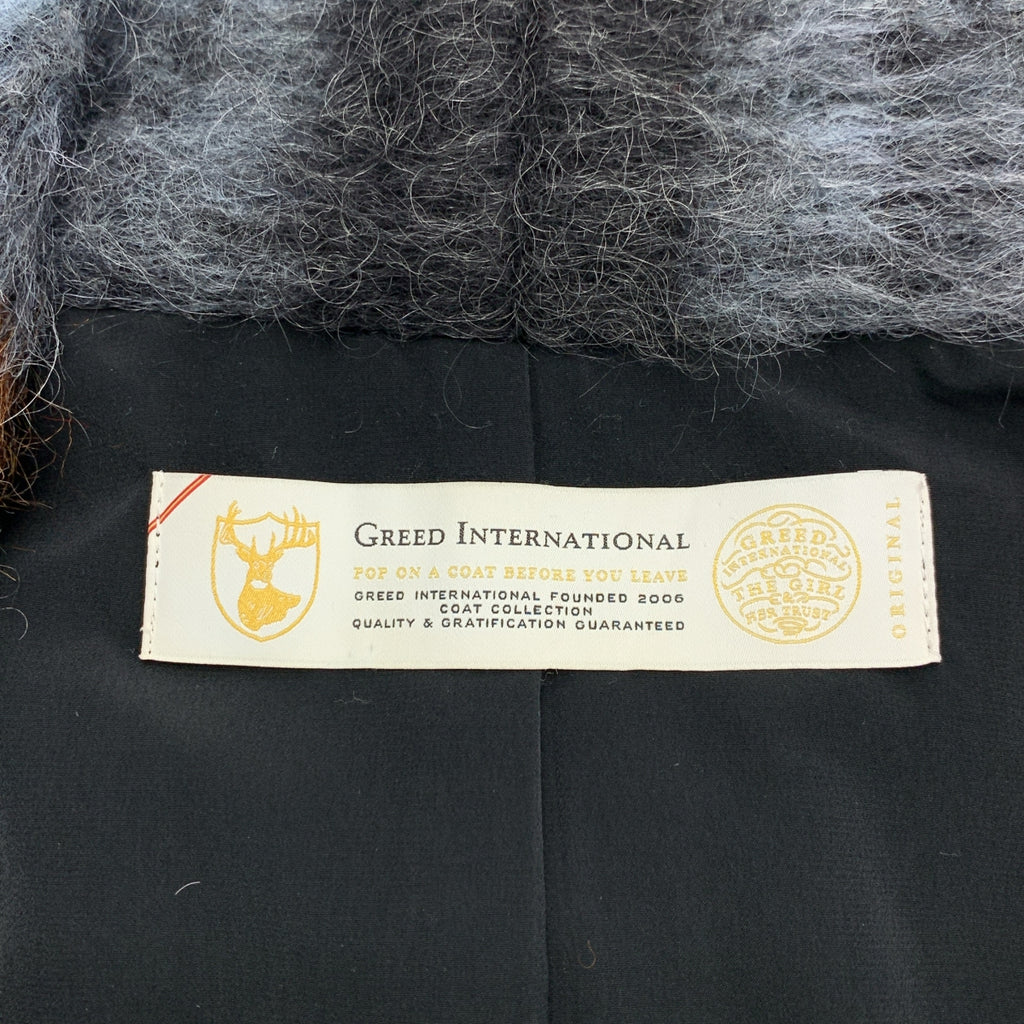 GREED INTERNATIONAL
POP ON A COAT BEFORE YOU LEAVE
GREED INTERNATIONAL FOUNDED 2006
COAT COLLECTION
QUALITY & GRATIFICATION GUARANTEED
GREED
INTERNATIONAL
THE GIRL
HER TRUST
ORIGINAL